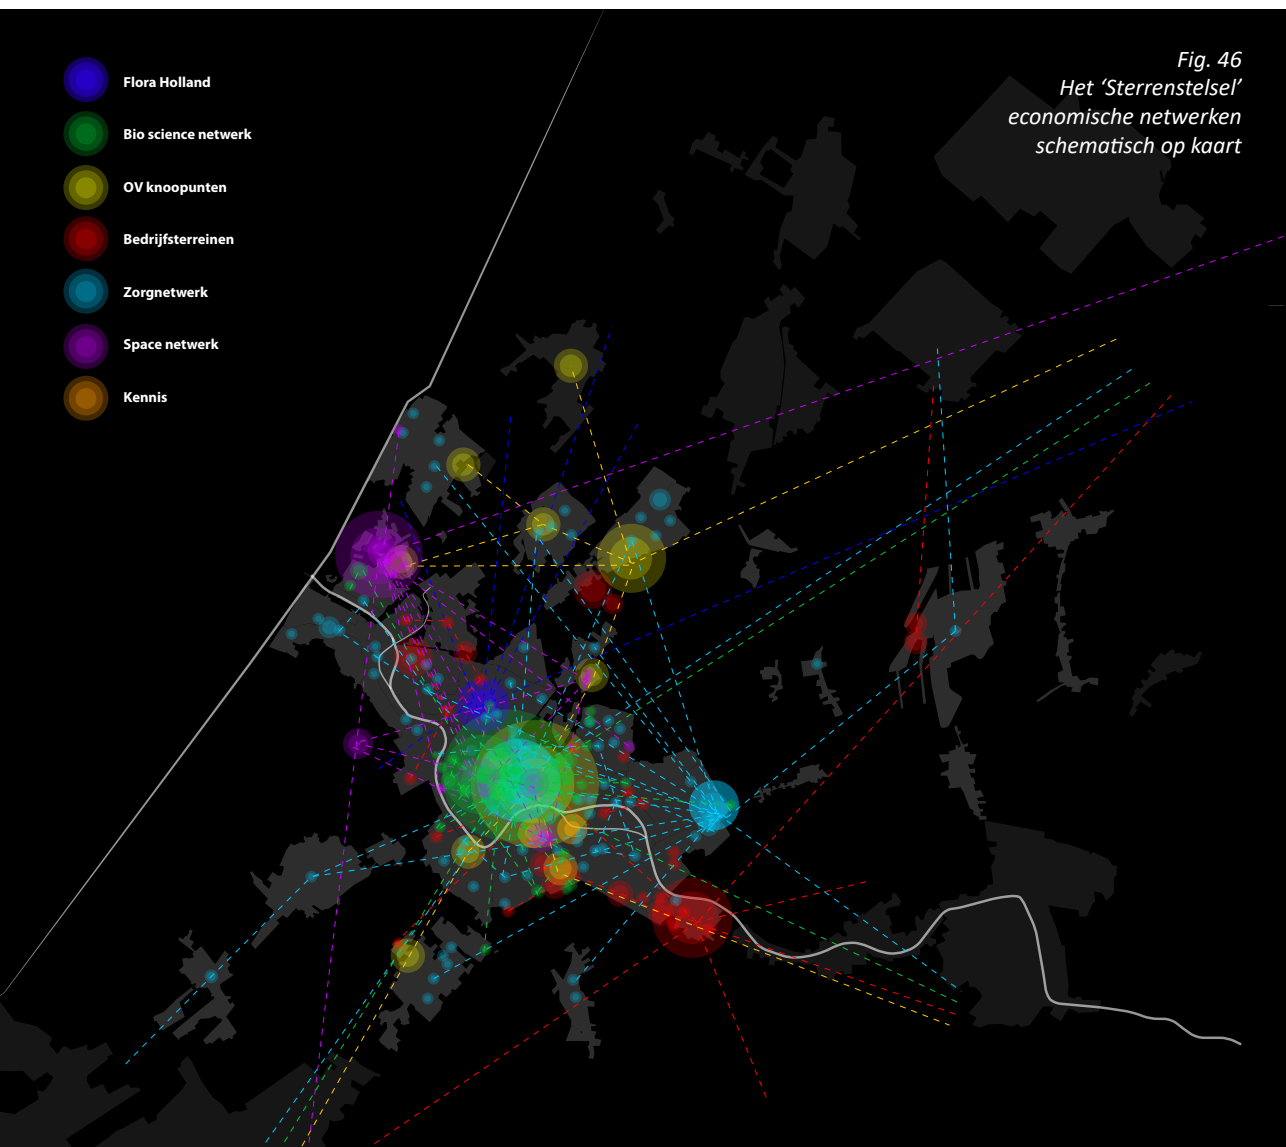 Flora Holland
Bio science netwerk
OV knoopunten
Bedrijfsterreinen
Zorgnetwerk
Space netwerk
Kennis
Fig. 46
Het ‘Sterrenstelsel’
economische netwerken
schematisch op kaart